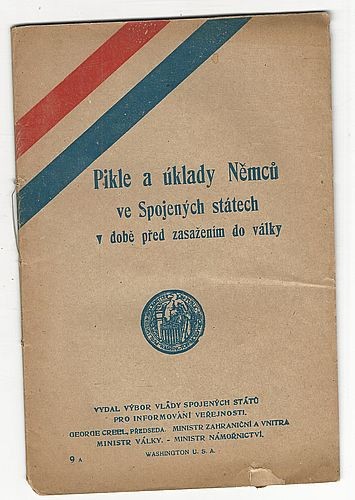 Pikle a úklady Němců
ve Spojených státech
v době před zasažením do války
VYDAL VÝBOR VLÁDY SPOJENÝCH STÁTŮ
PRO INFORMOVÁNÍ VEŘEJNOSTI.
GEORGE CREEL, PŘEDSEDA. MINISTR ZAHRANIČNÍ A VNITRA
MINISTR VÁLKY. - MINISTR NÁMOŘNICTVÍ.
WASHINGTON U. S. A.
9 A